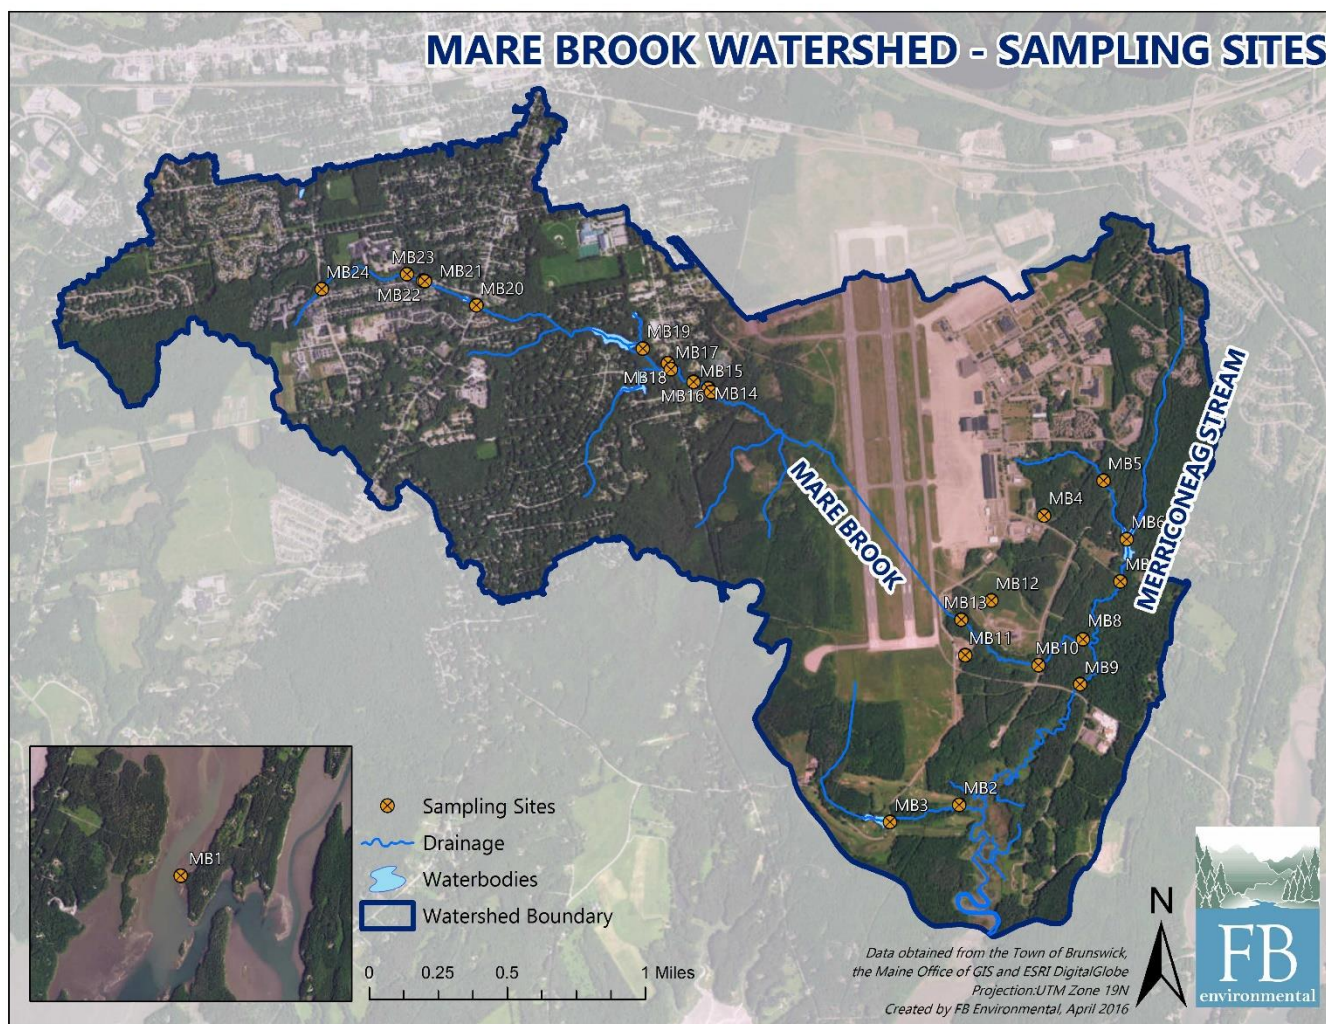 MARE BROOK WATERSHED - SAMPLING SITES
MB23
MB21
MB24
MB22
MB20
MB19
MB17
MB18
MB15
MB16
MB14
MERRICONEAG STREAM
MARE BROOK
MB5
MB4
MB6
MB
MB12
MB13
MB8
MB11
MB10
MB9
MB2
MB3
MB1
Sampling Sites
Drainage
Waterbodies
Watershed Boundary
0 0.25 0.5 1 Miles
N
Data obtained from the Town of Brunswick,
the Maine Office of GIS and ESRI DigitalGlobe
Projection:UTM Zone 19N
Created by FB Environmental, April 2016
FB
environmental